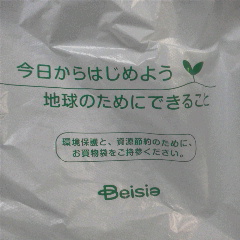 今日からはじめよう
地球のためにできること
環境保護と、資源節約のために、
お買物袋をご持参ください。
Beisia